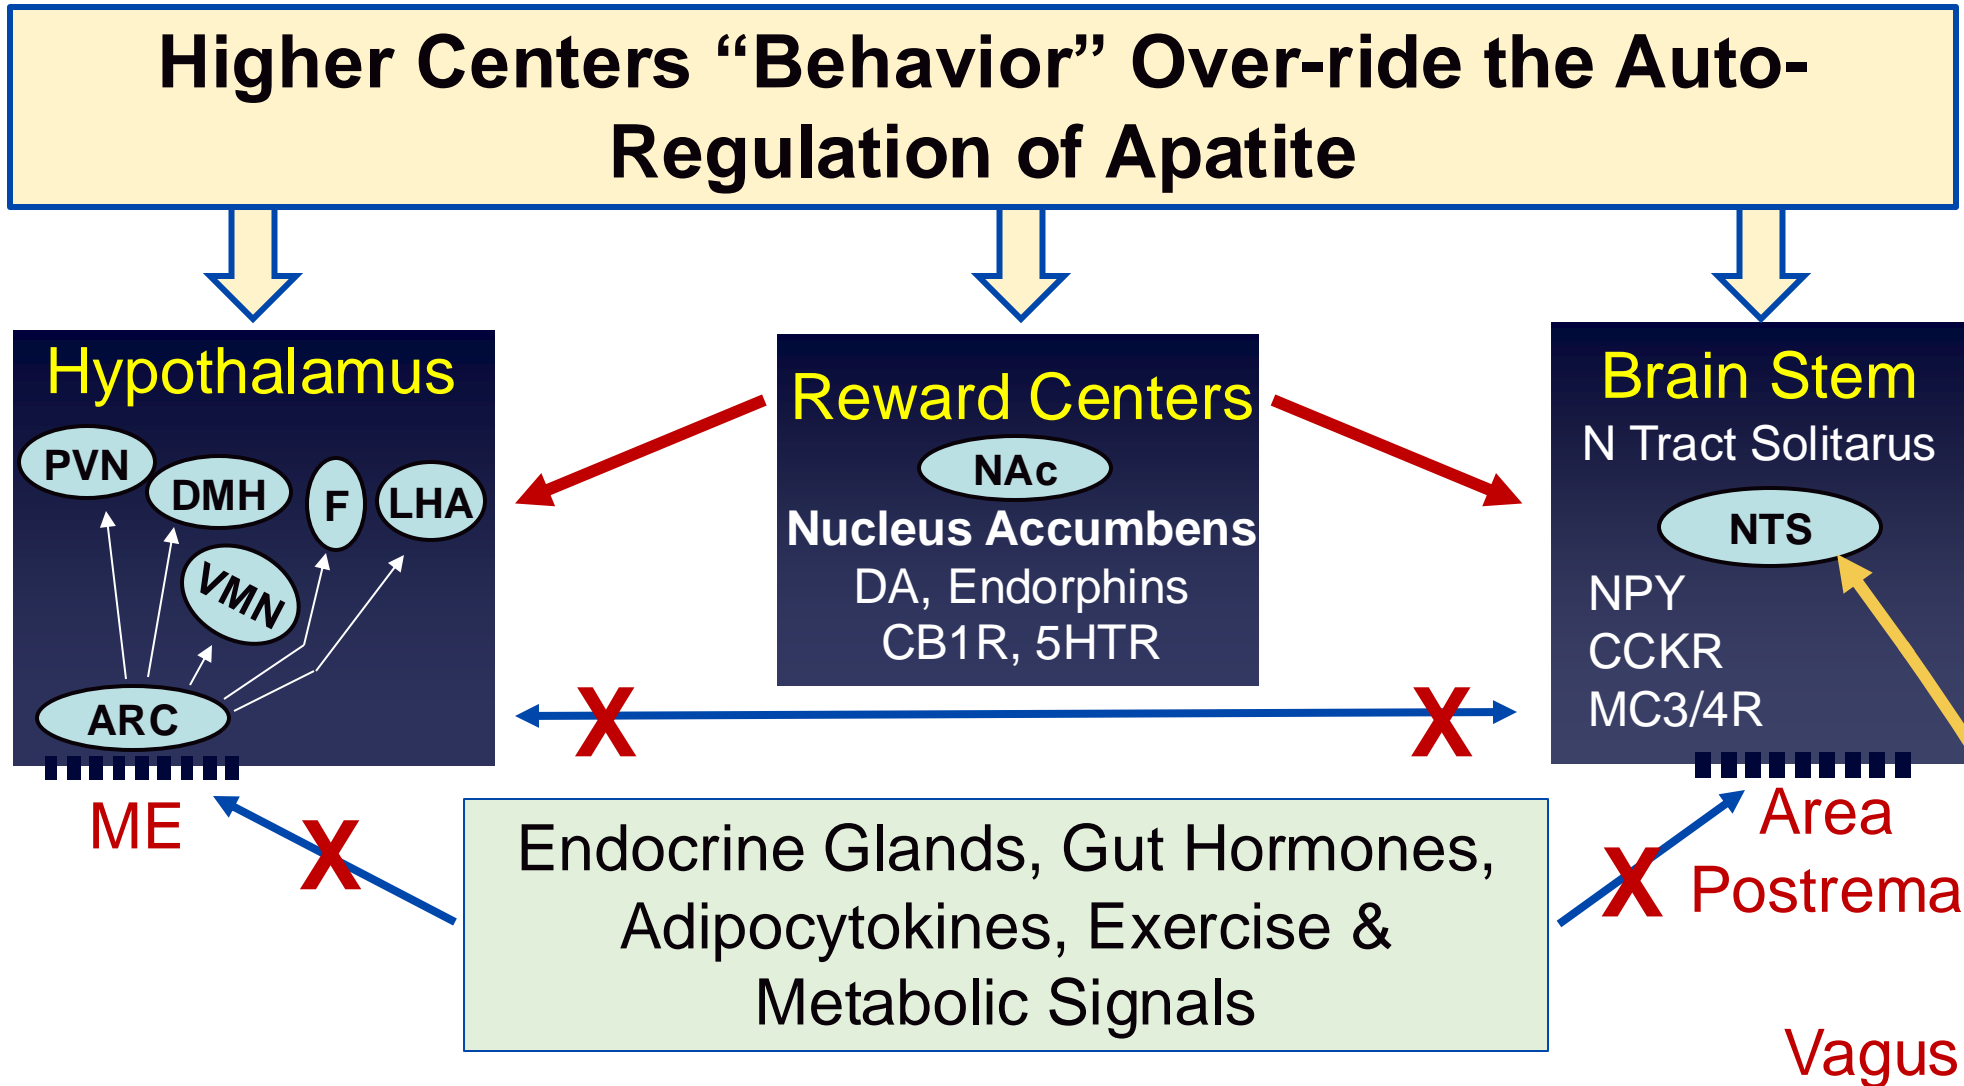 Higher Centers “Behavior” Over-ride the Auto-
Regulation of Apatite
Hypothalamus
PVN
DMH
F
LHA
VMN
ARC
ME
Reward Centers
NAc
Nucleus Accumbens
DA, Endorphins
CB1R, 5HTR
Brain Stem
N Tract Solitarus
NTS
NPY
CCKR
MC3/4R
X
X
X
X
Area
Postrema
Endocrine Glands, Gut Hormones,
Adipocytokines, Exercise &
Metabolic Signals
Vagus